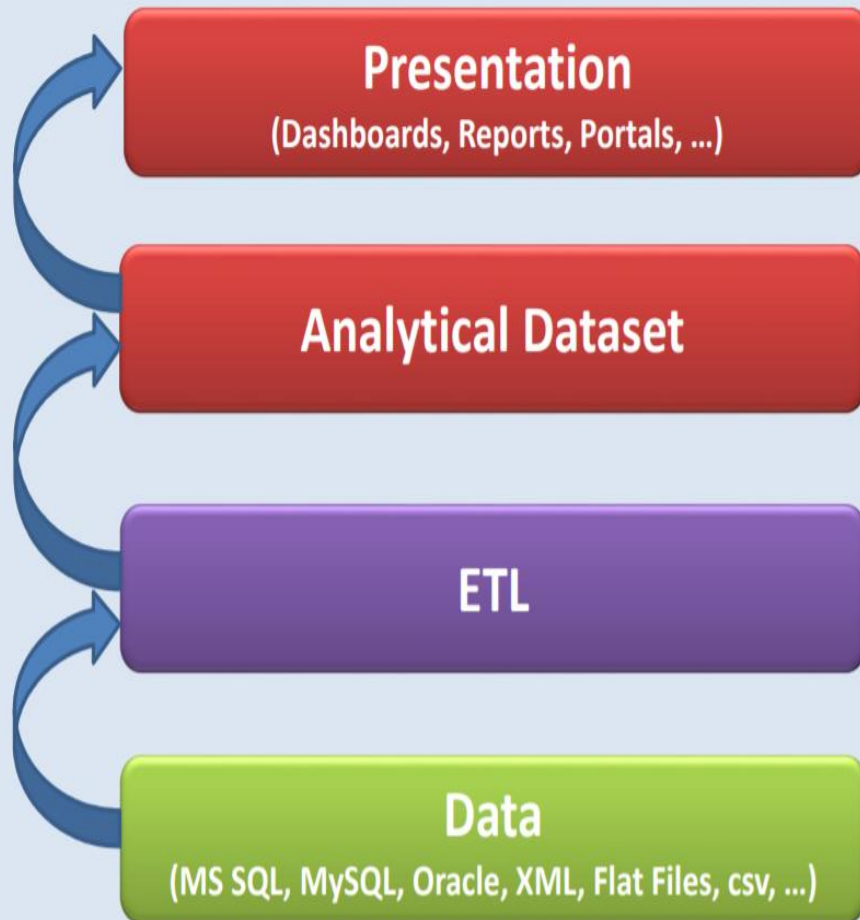 Presentation
(Dashboards, Reports, Portals, ...)
Analytical Dataset
ETL
Data
(MS SQL, MySQL, Oracle, XML, Flat Files, csv, ...)